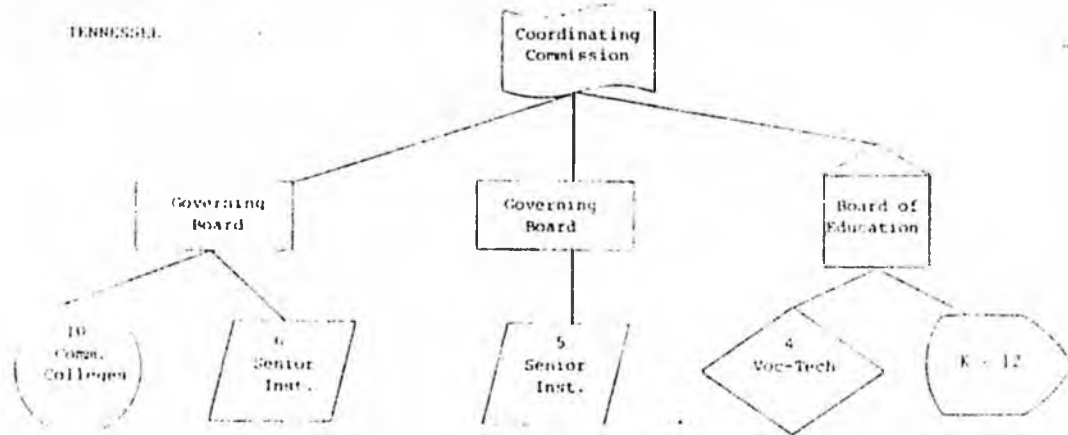 TENNESSEE
Coordinating
Commission
Governing
Board
Governing
Board
Board of
Education
10
Comm.
Colleges
6
Senior
Inst.
5
Senior
Inst.
4
Voc-Tech
K - 12